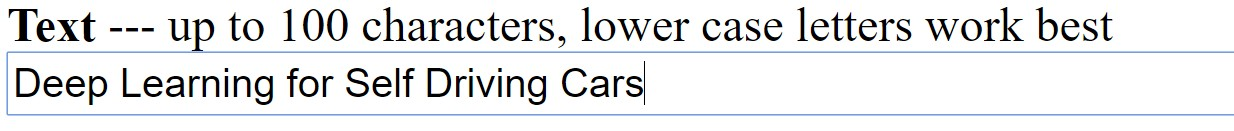 Text --- up to 100 characters, lower case letters work best
Deep Learning for Self Driving Cars